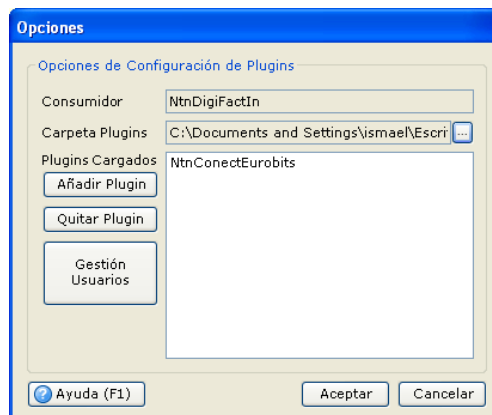 Opciones
Opciones de Configuración de Plugins
Consumidor NtnDigiFactIn
Carpeta Plugins C:\Documents and Settings\ismael\Escri ...
Plugins Cargados NtnConectEurobits
Añadir Plugin
Quitar Plugin
Gestión
Usuarios
Ayuda (F1) Aceptar Cancelar